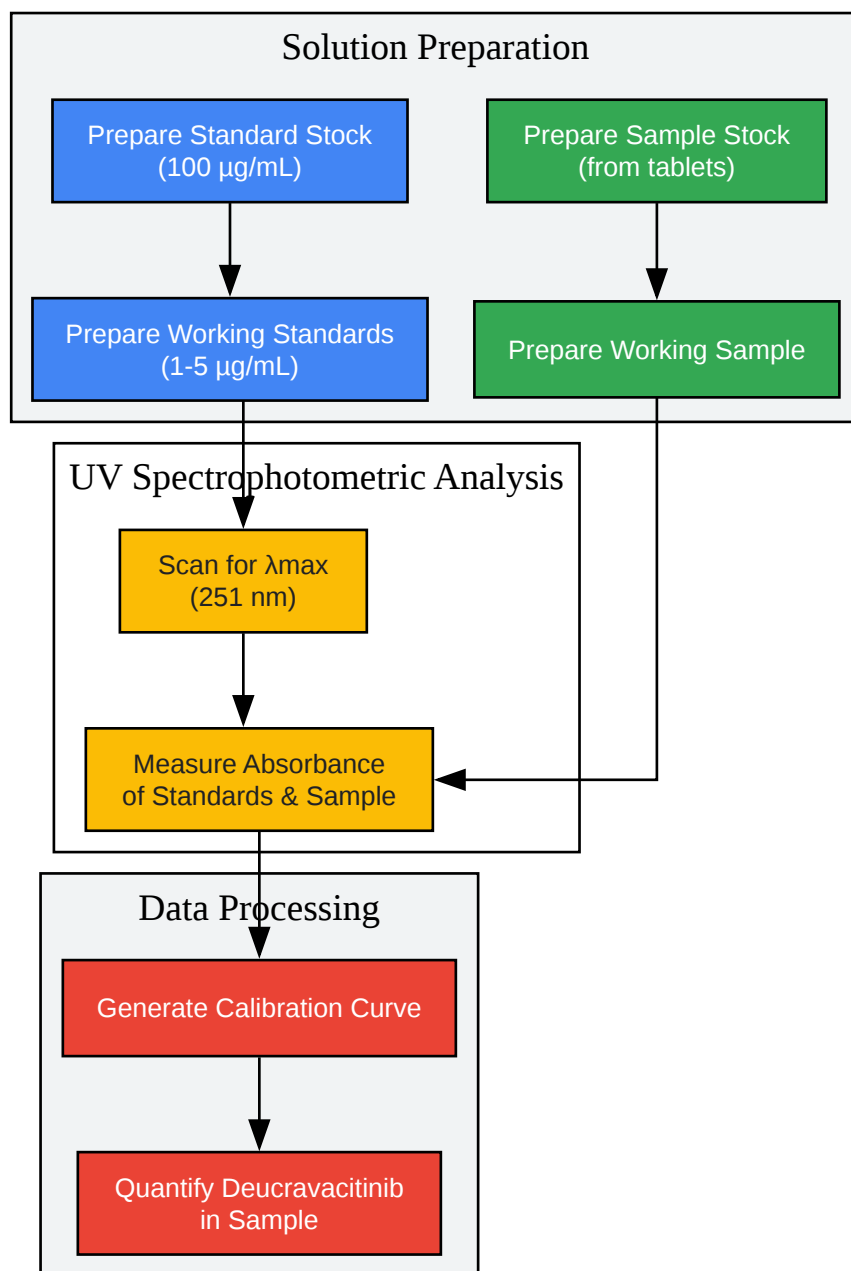 Solution Preparation
Prepare Standard Stock
(100 µg/mL)
Prepare Sample Stock
(from tablets)
Prepare Working Standards
(1-5 µg/mL)
Prepare Working Sample
UV Spectrophotometric Analysis
Scan for λmax
(251 nm)
Measure Absorbance
of Standards & Sample
Data Processing
Generate Calibration Curve
Quantify Deucravacitinib
in Sample